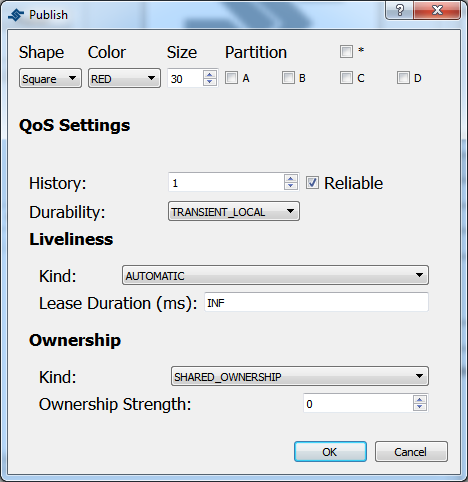 Publish
Shape Color Size Partition *
Square RED 30 A B C D
QoS Settings
History: 1 Reliable
Durability: TRANSIENT_LOCAL
Liveliness
Kind: AUTOMATIC
Lease Duration (ms): INF
Ownership
Kind: SHARED_OWNERSHIP
Ownership Strength: 0
OK Cancel